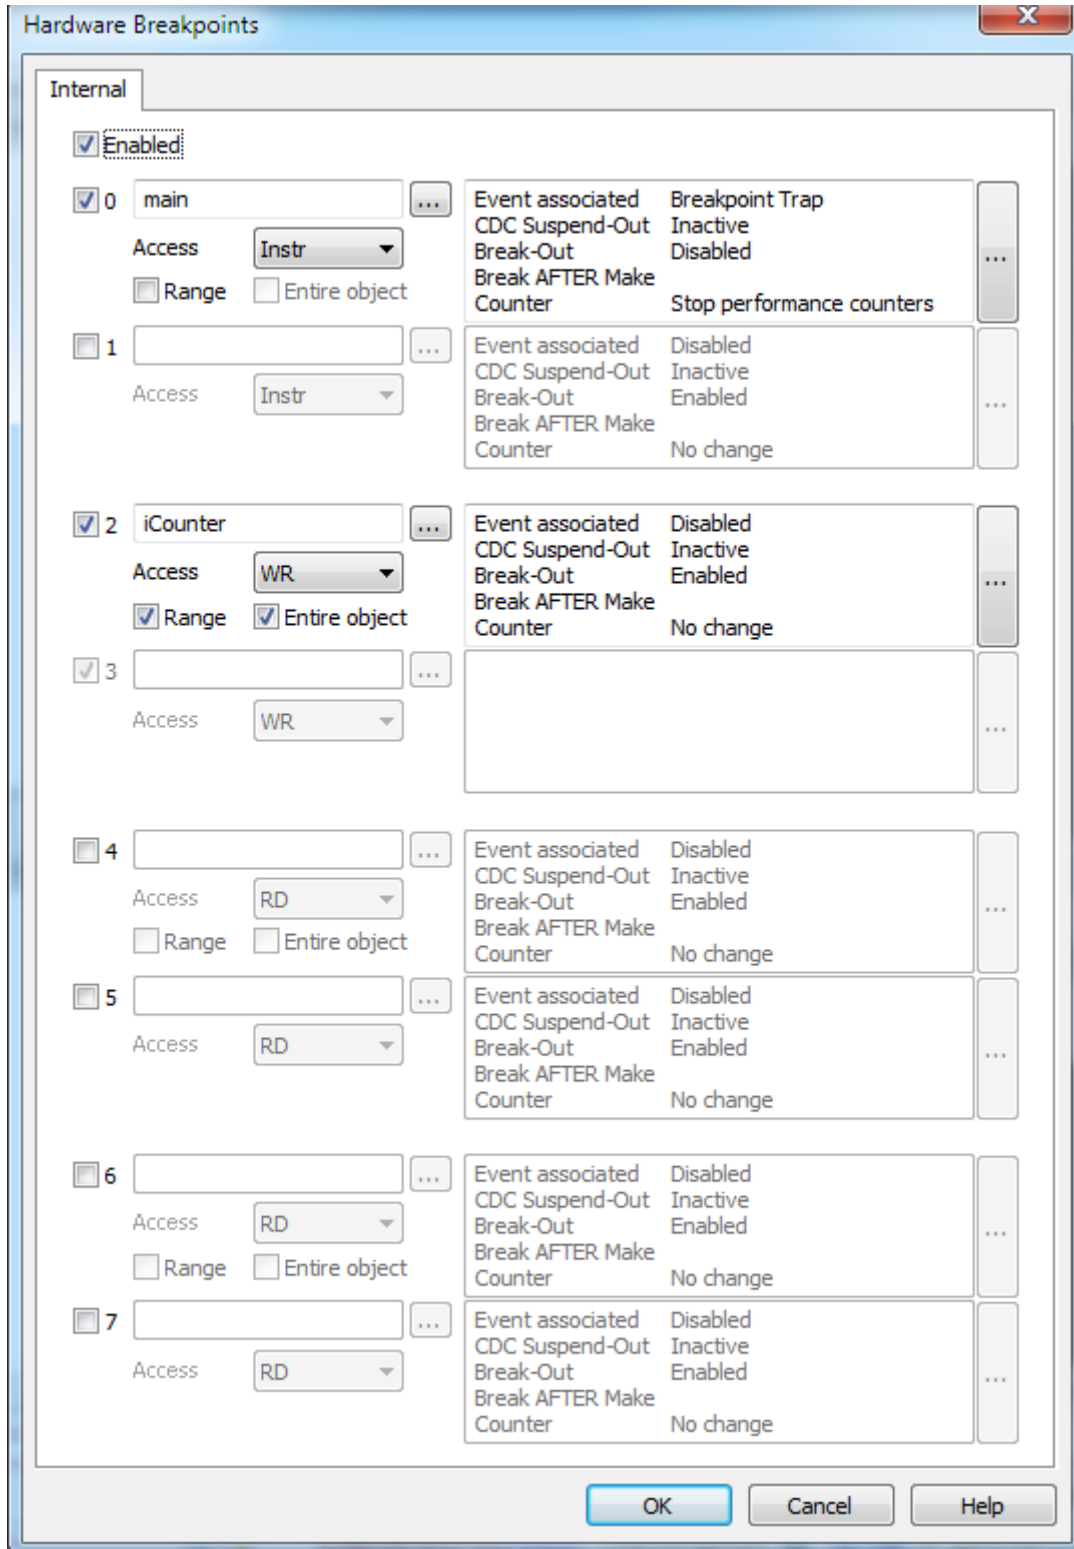 Hardware Breakpoints
Internal
Enabled
0 main ...
Access Instr
Range Entire object
Event associated Breakpoint Trap
CDC Suspend-Out Inactive
Break-Out Disabled
Break AFTER Make
Counter Stop performance counters
...
1 ...
Access Instr
Event associated Disabled
CDC Suspend-Out Inactive
Break-Out Enabled
Break AFTER Make
Counter No change
...
2 iCounter ...
Access WR
Range Entire object
Event associated Disabled
CDC Suspend-Out Inactive
Break-Out Enabled
Break AFTER Make
Counter No change
...
3 ...
Access WR
...
4 ...
Access RD
Range Entire object
Event associated Disabled
CDC Suspend-Out Inactive
Break-Out Enabled
Break AFTER Make
Counter No change
...
5 ...
Access RD
Event associated Disabled
CDC Suspend-Out Inactive
Break-Out Enabled
Break AFTER Make
Counter No change
...
6 ...
Access RD
Range Entire object
Event associated Disabled
CDC Suspend-Out Inactive
Break-Out Enabled
Break AFTER Make
Counter No change
...
7 ...
Access RD
Event associated Disabled
CDC Suspend-Out Inactive
Break-Out Enabled
Break AFTER Make
Counter No change
...
OK Cancel Help